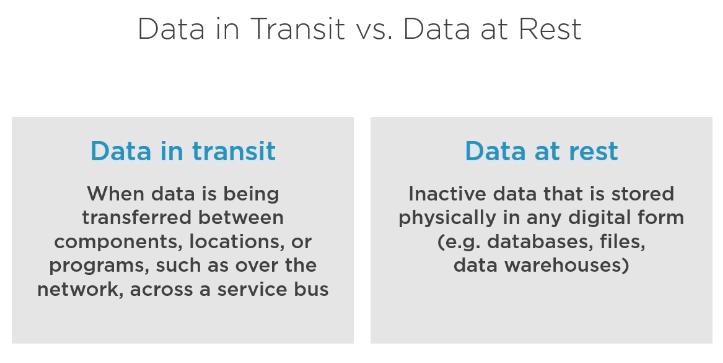 Data in Transit vs. Data at Rest
Data in transit
When data is being
transferred between
components, locations, or
programs, such as over the
network, across a service bus
Data at rest
Inactive data that is stored
physically in any digital form
(e.g. databases, files,
data warehouses)